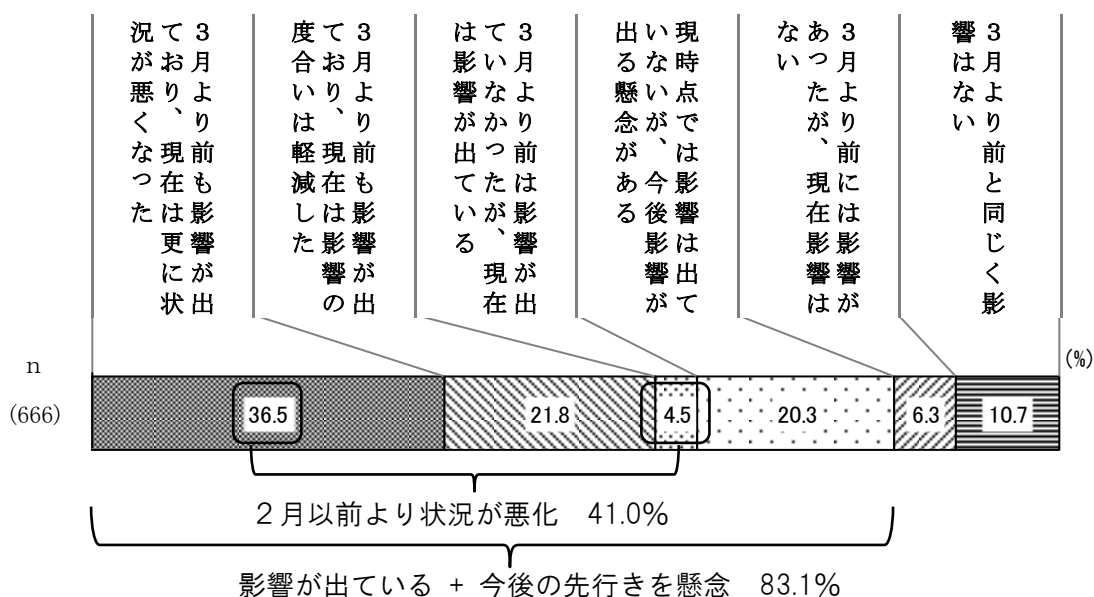 3月より前も影響が出
ており、現在は更に状
況が悪くなった
3月より前も影響が出
ており、現在は影響の
度合いは軽減した
3月より前は影響が出
ていなかったが、現在
は影響が出ている
現時点では影響は出て
いないが、今後影響が
出る懸念がある
3月より前には影響が
あったが、現在影響は
ない
3月より前と同じく影
響はない
(%)
n
(666)
36.5
21.8
4.5
20.3
6.3
10.7
２月以前より状況が悪化　41.0%
影響が出ている + 今後の先行きを懸念　83.1%